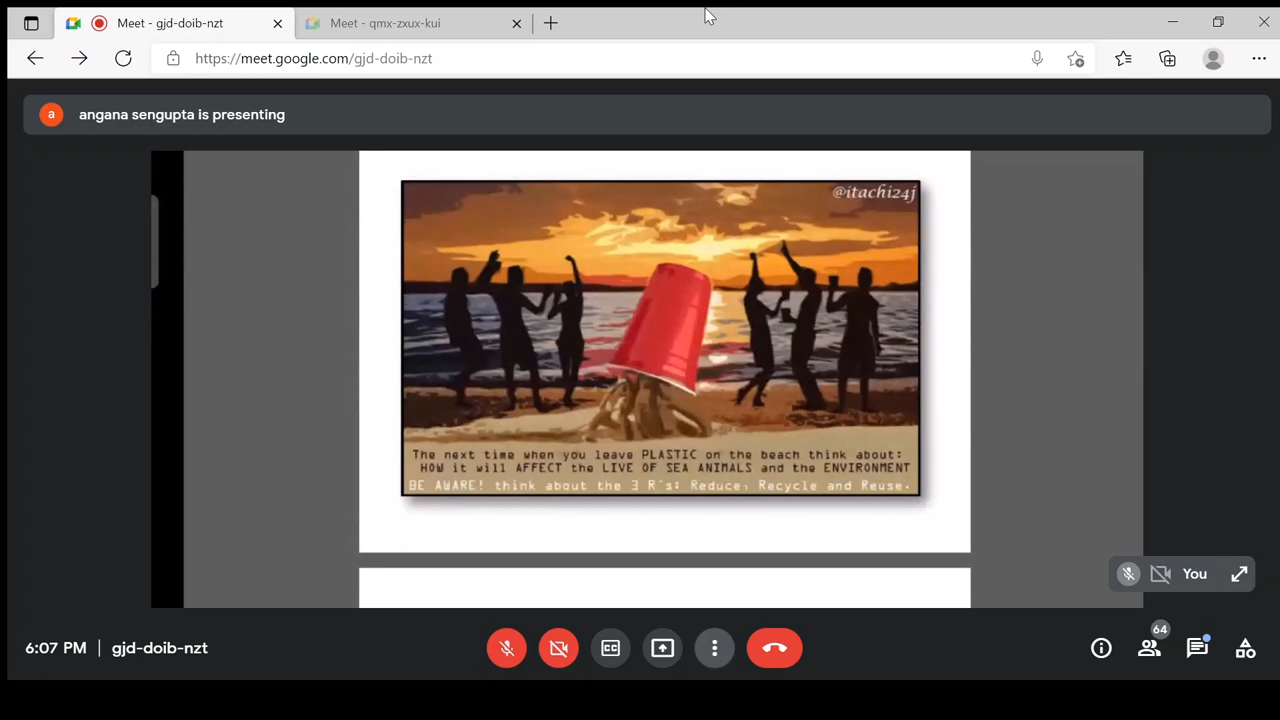 Meet - gjd-doib-nzt
Meet - qmx-zxux-kui
https://meet.google.com/gjd-doib-nzt
a
angana sengupta is presenting
@itachi24j
The next time when you leave PLASTIC on the beach think about:
HOW it will AFFECT the LIVE OF SEA ANIMALS and the ENVIRONMENT
BE AWARE! think about the 3 R's: Reduce, Recycle and Reuse.
You
6:07 PM | gjd-doib-nzt
CC
64